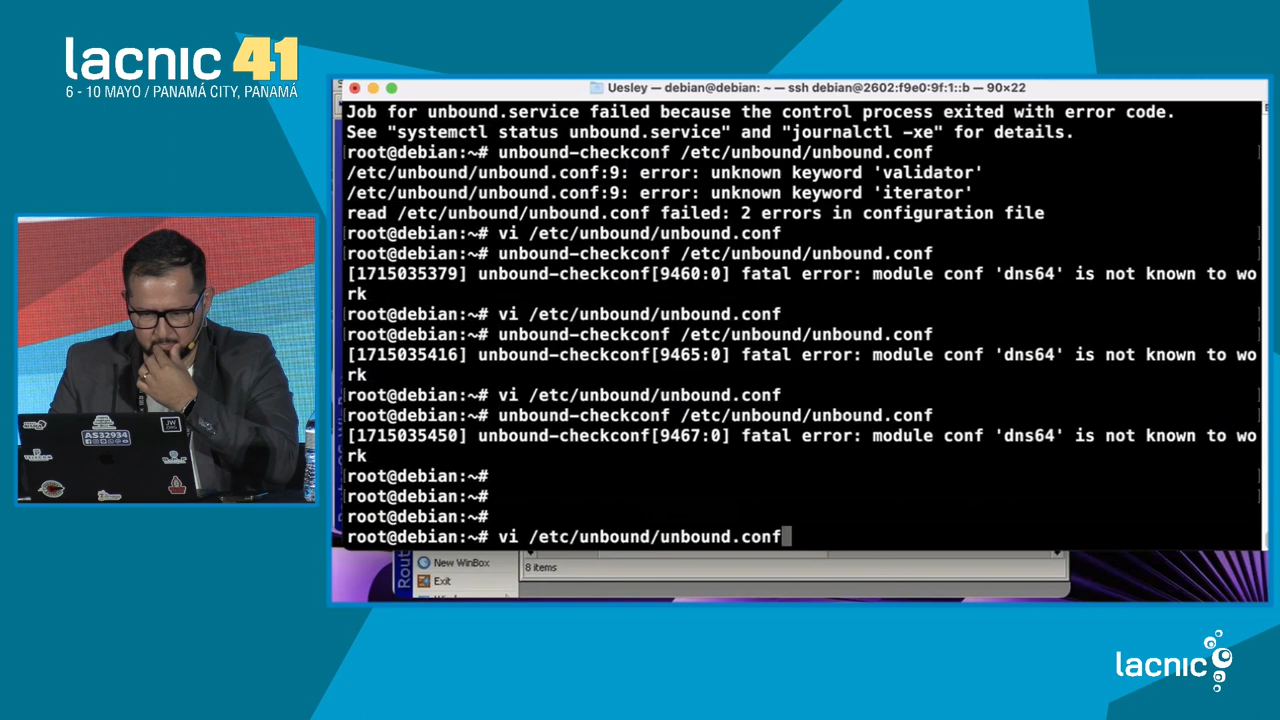 lacnic 41
6 - 10 MAYO / PANAMÁ CITY, PANAMÁ
Uesley — debian@debian: ~ — ssh debian@2602:f9e0:9f:1::b — 90×22
Job for unbound.service failed because the control process exited with error code.
See "systemctl status unbound.service" and "journalctl -xe" for details.
root@debian:~# unbound-checkconf /etc/unbound/unbound.conf
/etc/unbound/unbound.conf:9: error: unknown keyword 'validator'
/etc/unbound/unbound.conf:9: error: unknown keyword 'iterator'
read /etc/unbound/unbound.conf failed: 2 errors in configuration file
root@debian:~# vi /etc/unbound/unbound.conf
root@debian:~# unbound-checkconf /etc/unbound/unbound.conf
[1715035379] unbound-checkconf[9460:0] fatal error: module conf 'dns64' is not known to wo
rk
root@debian:~# vi /etc/unbound/unbound.conf
root@debian:~# unbound-checkconf /etc/unbound/unbound.conf
[1715035416] unbound-checkconf[9465:0] fatal error: module conf 'dns64' is not known to wo
rk
root@debian:~# vi /etc/unbound/unbound.conf
root@debian:~# unbound-checkconf /etc/unbound/unbound.conf
[1715035450] unbound-checkconf[9467:0] fatal error: module conf 'dns64' is not known to wo
rk
root@debian:~#
root@debian:~#
root@debian:~#
root@debian:~# vi /etc/unbound/unbound.conf
New WinBox
Exit
8 items
AS32934
JW
.ORG
lacnic